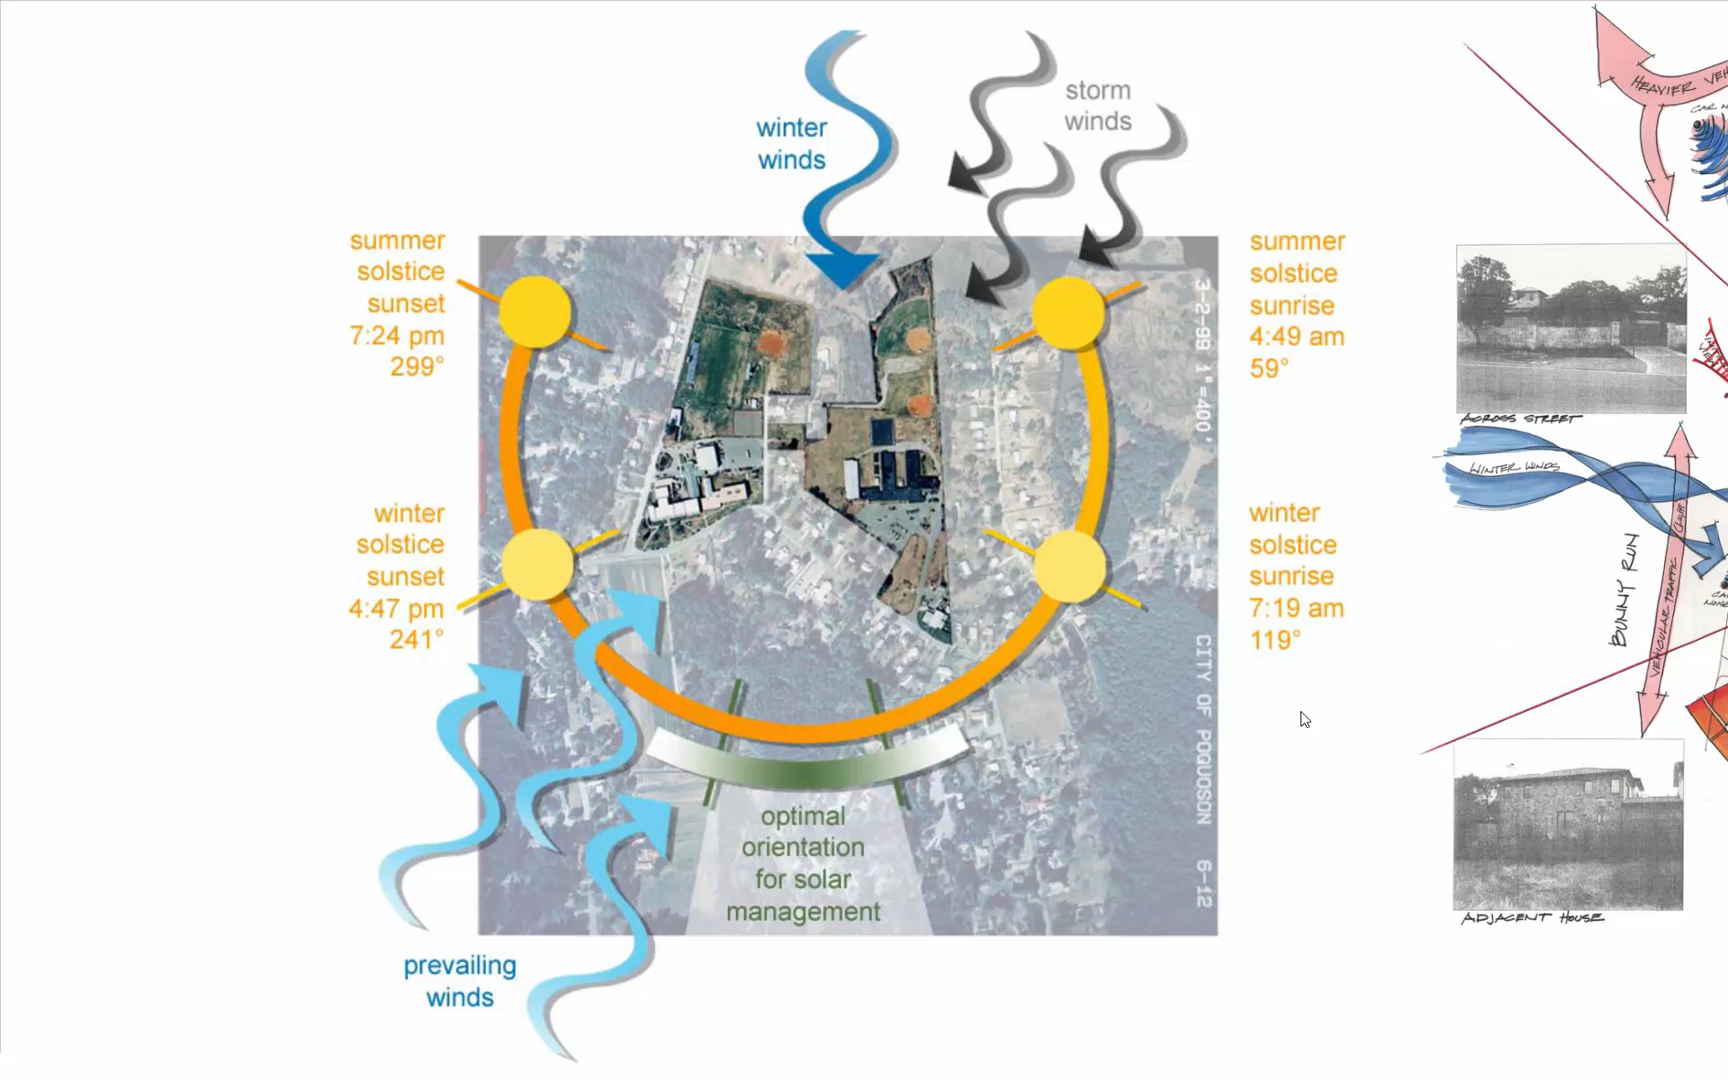 winter
winds
storm
winds
summer
solstice
sunset
7:24 pm
299°
summer
solstice
sunrise
4:49 am
59°
winter
solstice
sunset
4:47 pm
241°
winter
solstice
sunrise
7:19 am
119°
optimal
orientation
for solar
management
prevailing
winds
3-2-99 1"=400'
CITY OF POQUOSON 6-12
HEAVIER VEH
CAR
ACROSS STREET
WINTER WINDS
BUNNY RUN
VEHICULAR TRAFFIC
ADJACENT HOUSE